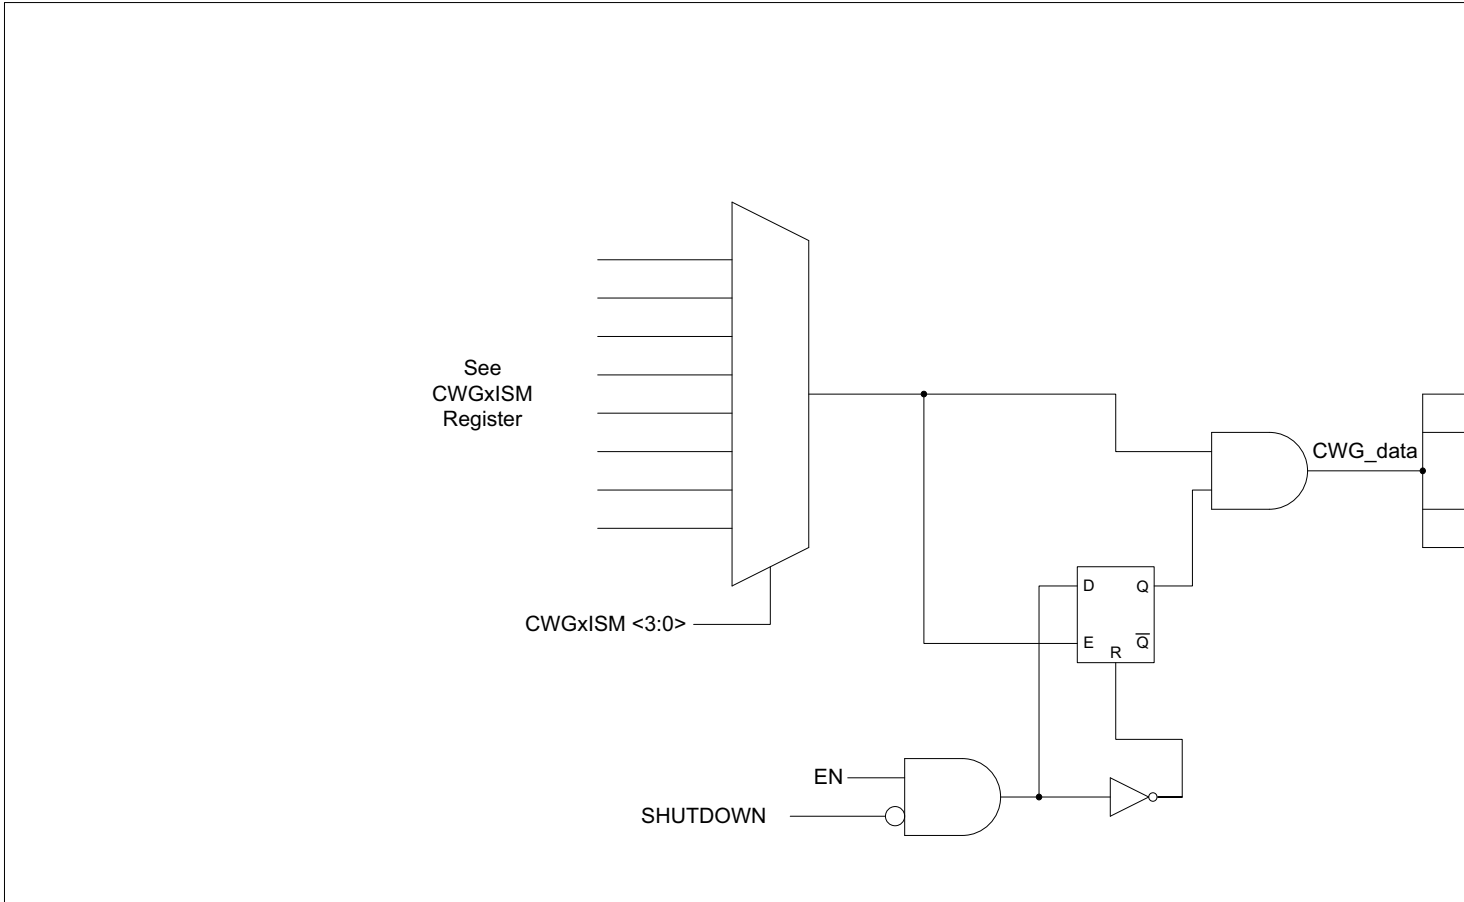 See
CWGxISM
Register
CWG_data
CWGxISM <3:0>
D
Q
E
R
Q̅
EN
SHUTDOWN